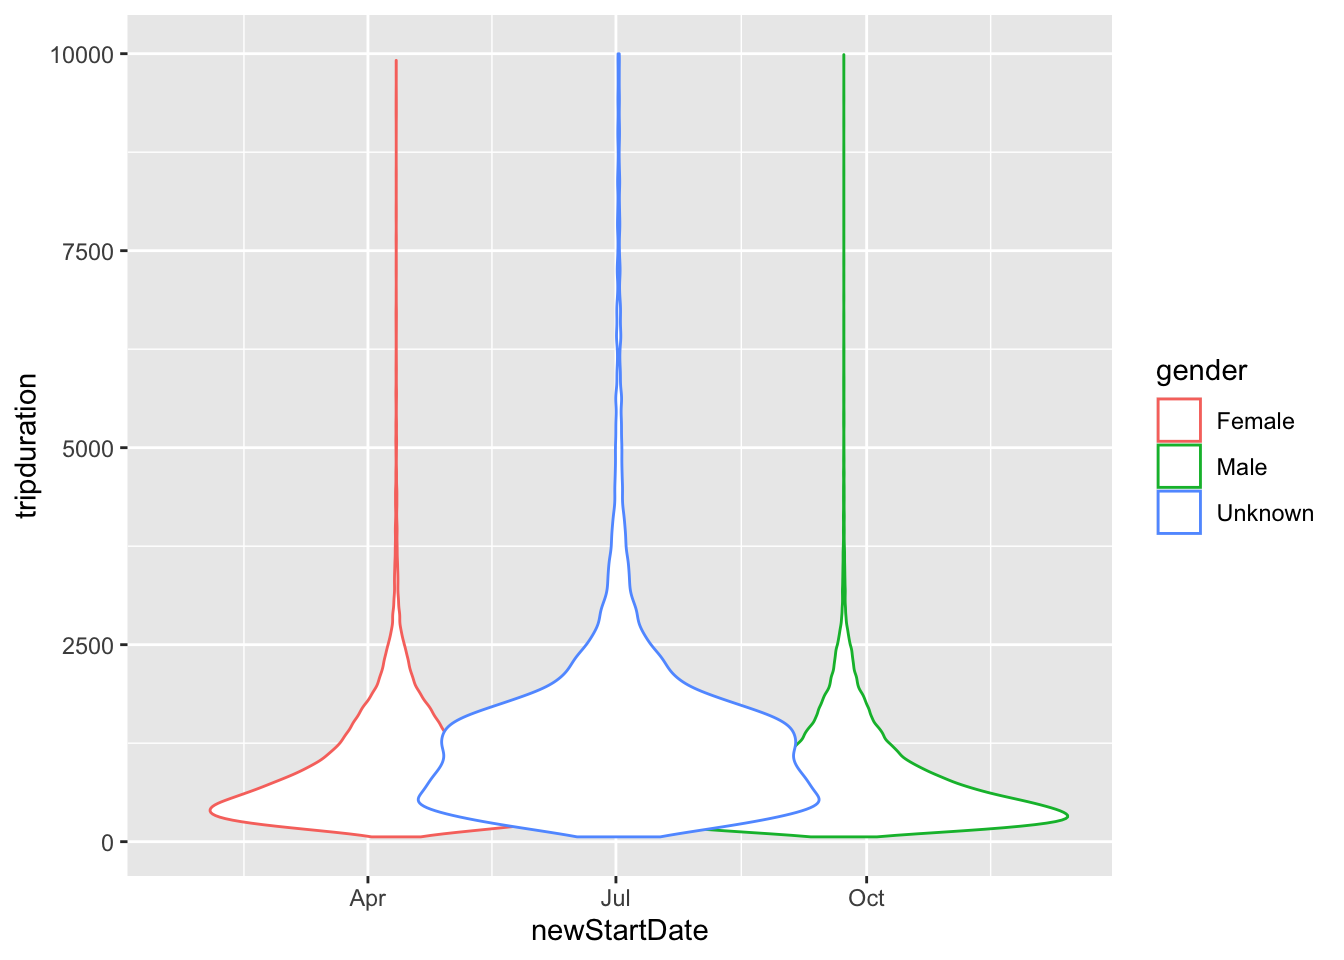 10000
7500
5000
2500
0
tripduration
Apr
Jul
Oct
newStartDate
gender
Female
Male
Unknown